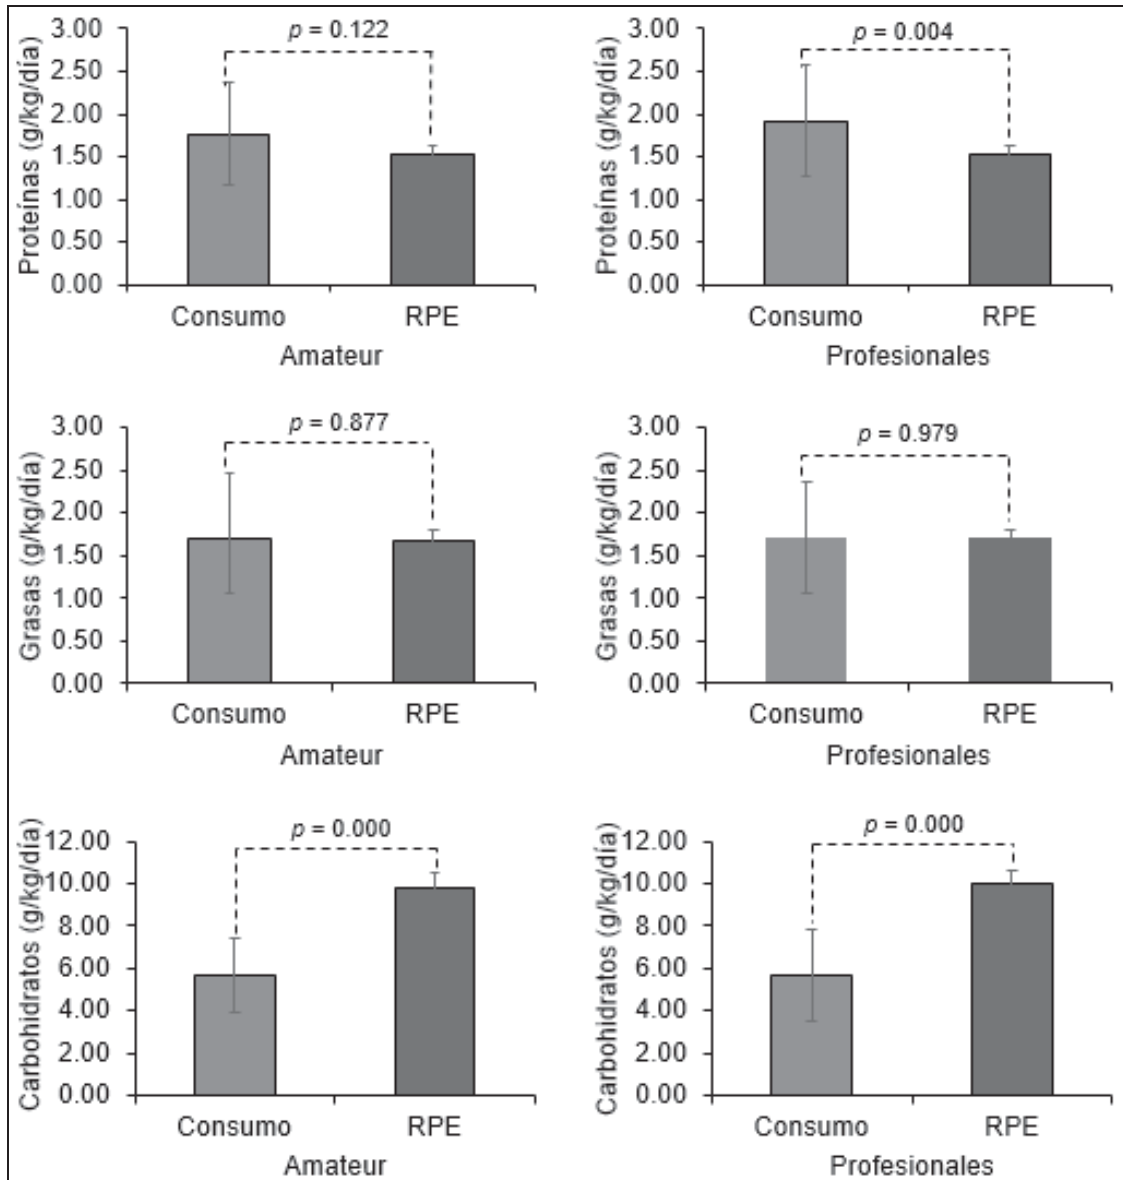 Proteínas (g/kg/día)
3.00
2.50
2.00
1.50
1.00
0.50
0.00
p = 0.122
Consumo RPE
Amateur
Proteínas (g/kg/día)
3.00
2.50
2.00
1.50
1.00
0.50
0.00
p = 0.004
Consumo RPE
Profesionales
Grasas (g/kg/día)
3.00
2.50
2.00
1.50
1.00
0.50
0.00
p = 0.877
Consumo RPE
Amateur
Grasas (g/kg/día)
3.00
2.50
2.00
1.50
1.00
0.50
0.00
p = 0.979
Consumo RPE
Profesionales
Carbohidratos (g/kg/día)
12.00
10.00
8.00
6.00
4.00
2.00
0.00
p = 0.000
Consumo RPE
Amateur
Carbohidratos (g/kg/día)
12.00
10.00
8.00
6.00
4.00
2.00
0.00
p = 0.000
Consumo RPE
Profesionales